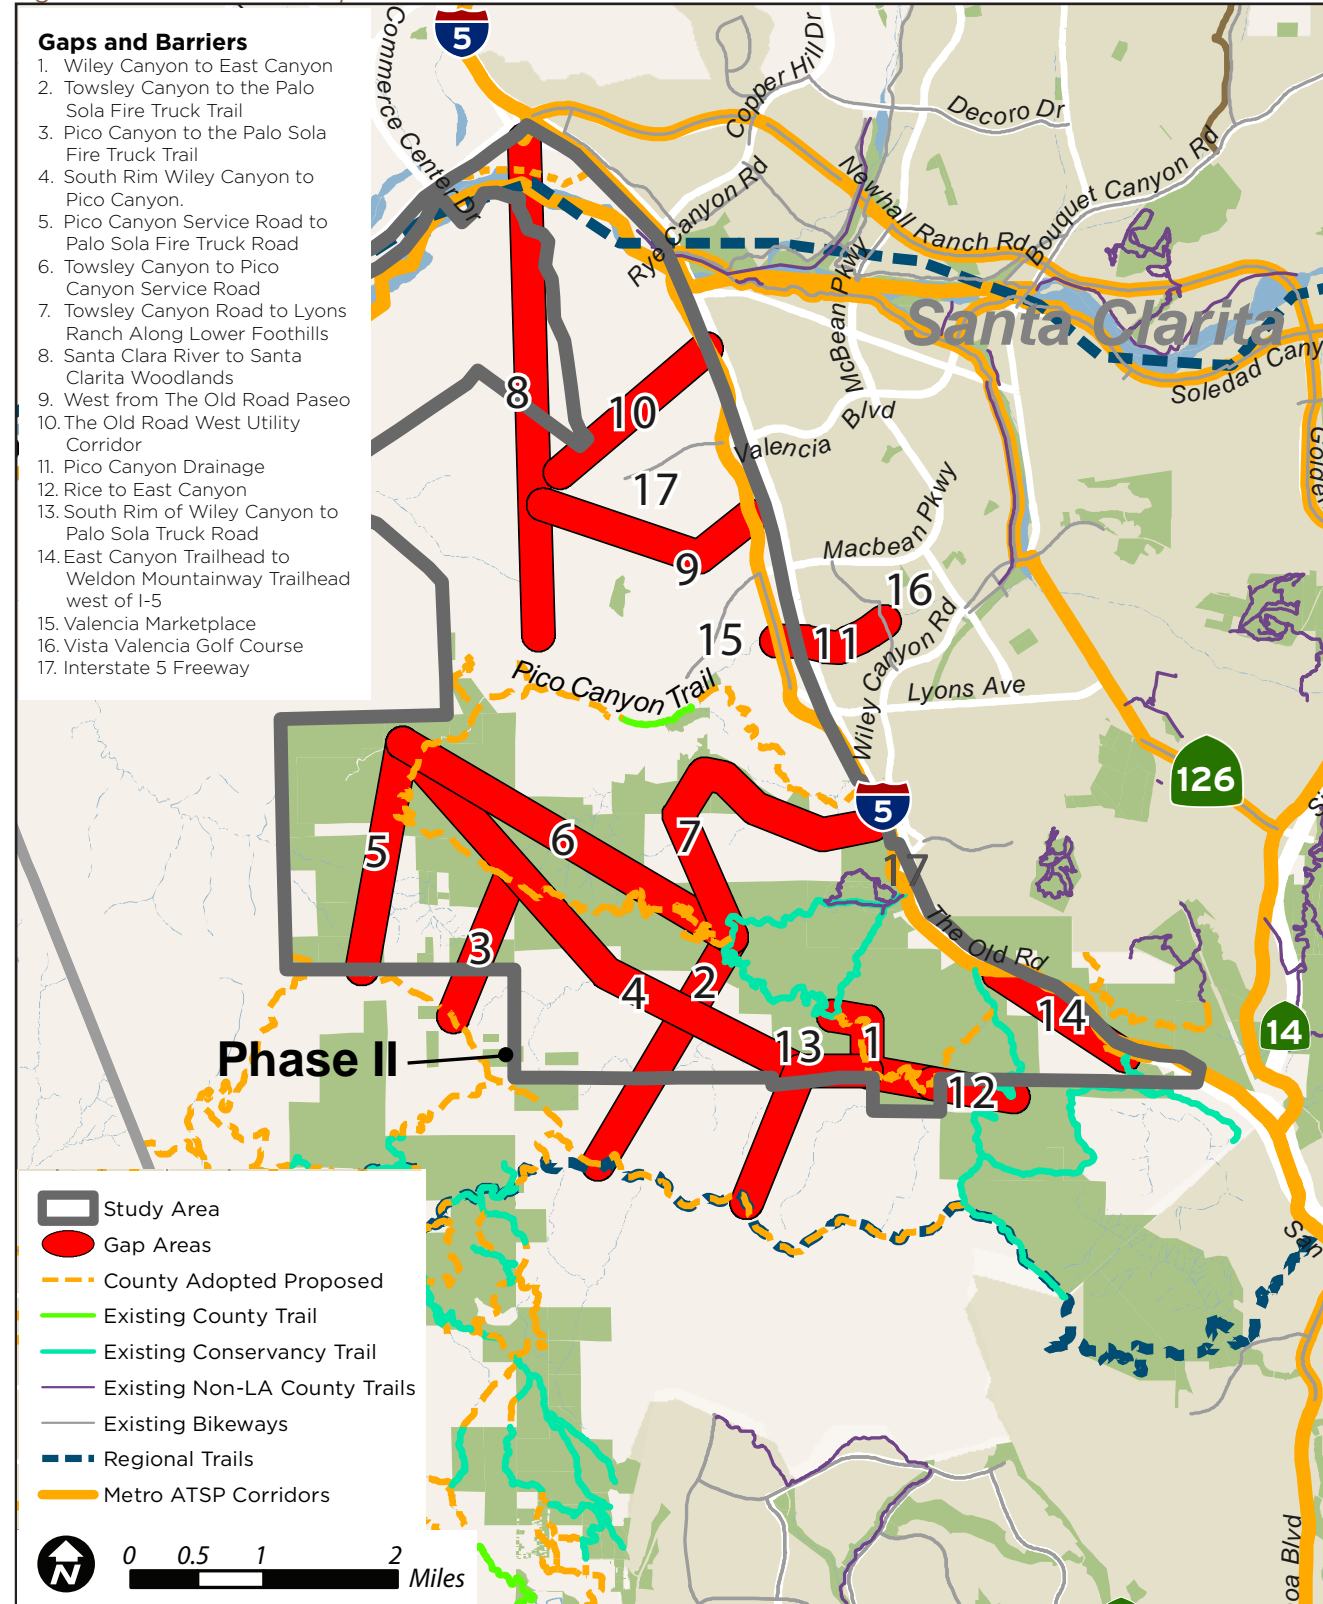 Gaps and Barriers
1. Wiley Canyon to East Canyon
2. Towsley Canyon to the Palo
Sola Fire Truck Trail
3. Pico Canyon to the Palo Sola
Fire Truck Trail
4. South Rim Wiley Canyon to
Pico Canyon.
5. Pico Canyon Service Road to
Palo Sola Fire Truck Road
6. Towsley Canyon to Pico
Canyon Service Road
7. Towsley Canyon Road to Lyons
Ranch Along Lower Foothills
8. Santa Clara River to Santa
Clarita Woodlands
9. West from The Old Road Paseo
10. The Old Road West Utility
Corridor
11. Pico Canyon Drainage
12. Rice to East Canyon
13. South Rim of Wiley Canyon to
Palo Sola Truck Road
14. East Canyon Trailhead to
Weldon Mountainway Trailhead
west of I-5
15. Valencia Marketplace
16. Vista Valencia Golf Course
17. Interstate 5 Freeway
5
Commerce Center Dr
Copper Hill Dr
Decoro Dr
Newhall Ranch Rd
Bouquet Canyon Rd
Rye Canyon Rd
McBean Pkwy
Santa Clarita
Soledad Cany
8
10
Blvd
Valencia
17
Golde
Macbean Pkwy
9
16
15
11
Wiley Canyon Rd
Pico Canyon Trail
Lyons Ave
126
5
6
7
5
17
3
The Old Rd
2
4
14
13
1
14
Phase II
12
San
Study Area
Gap Areas
County Adopted Proposed
Existing County Trail
Existing Conservancy Trail
Existing Non-LA County Trails
Existing Bikeways
Regional Trails
Metro ATSP Corridors
N
0 0.5 1 2
Miles
oa Blvd